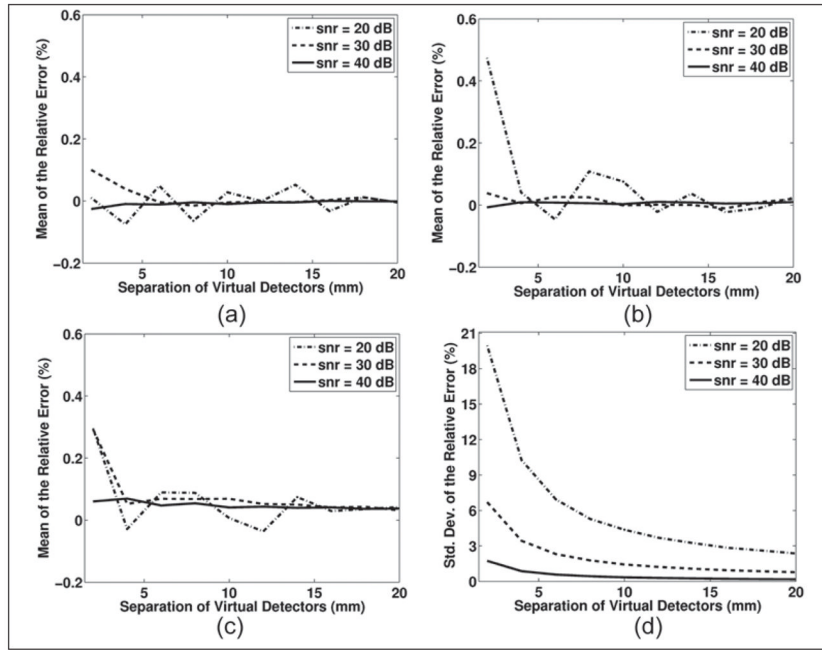 0.6
0.4
0.2
0
−0.2
Mean of the Relative Error (%)
snr = 20 dB
snr = 30 dB
snr = 40 dB
5 10 15 20
Separation of Virtual Detectors (mm)
(a)
0.6
0.4
0.2
0
−0.2
Mean of the Relative Error (%)
snr = 20 dB
snr = 30 dB
snr = 40 dB
5 10 15 20
Separation of Virtual Detectors (mm)
(b)
0.6
0.4
0.2
0
−0.2
Mean of the Relative Error (%)
snr = 20 dB
snr = 30 dB
snr = 40 dB
5 10 15 20
Separation of Virtual Detectors (mm)
(c)
21
18
15
12
9
6
3
0
Std. Dev. of the Relative Error (%)
snr = 20 dB
snr = 30 dB
snr = 40 dB
5 10 15 20
Separation of Virtual Detectors (mm)
(d)